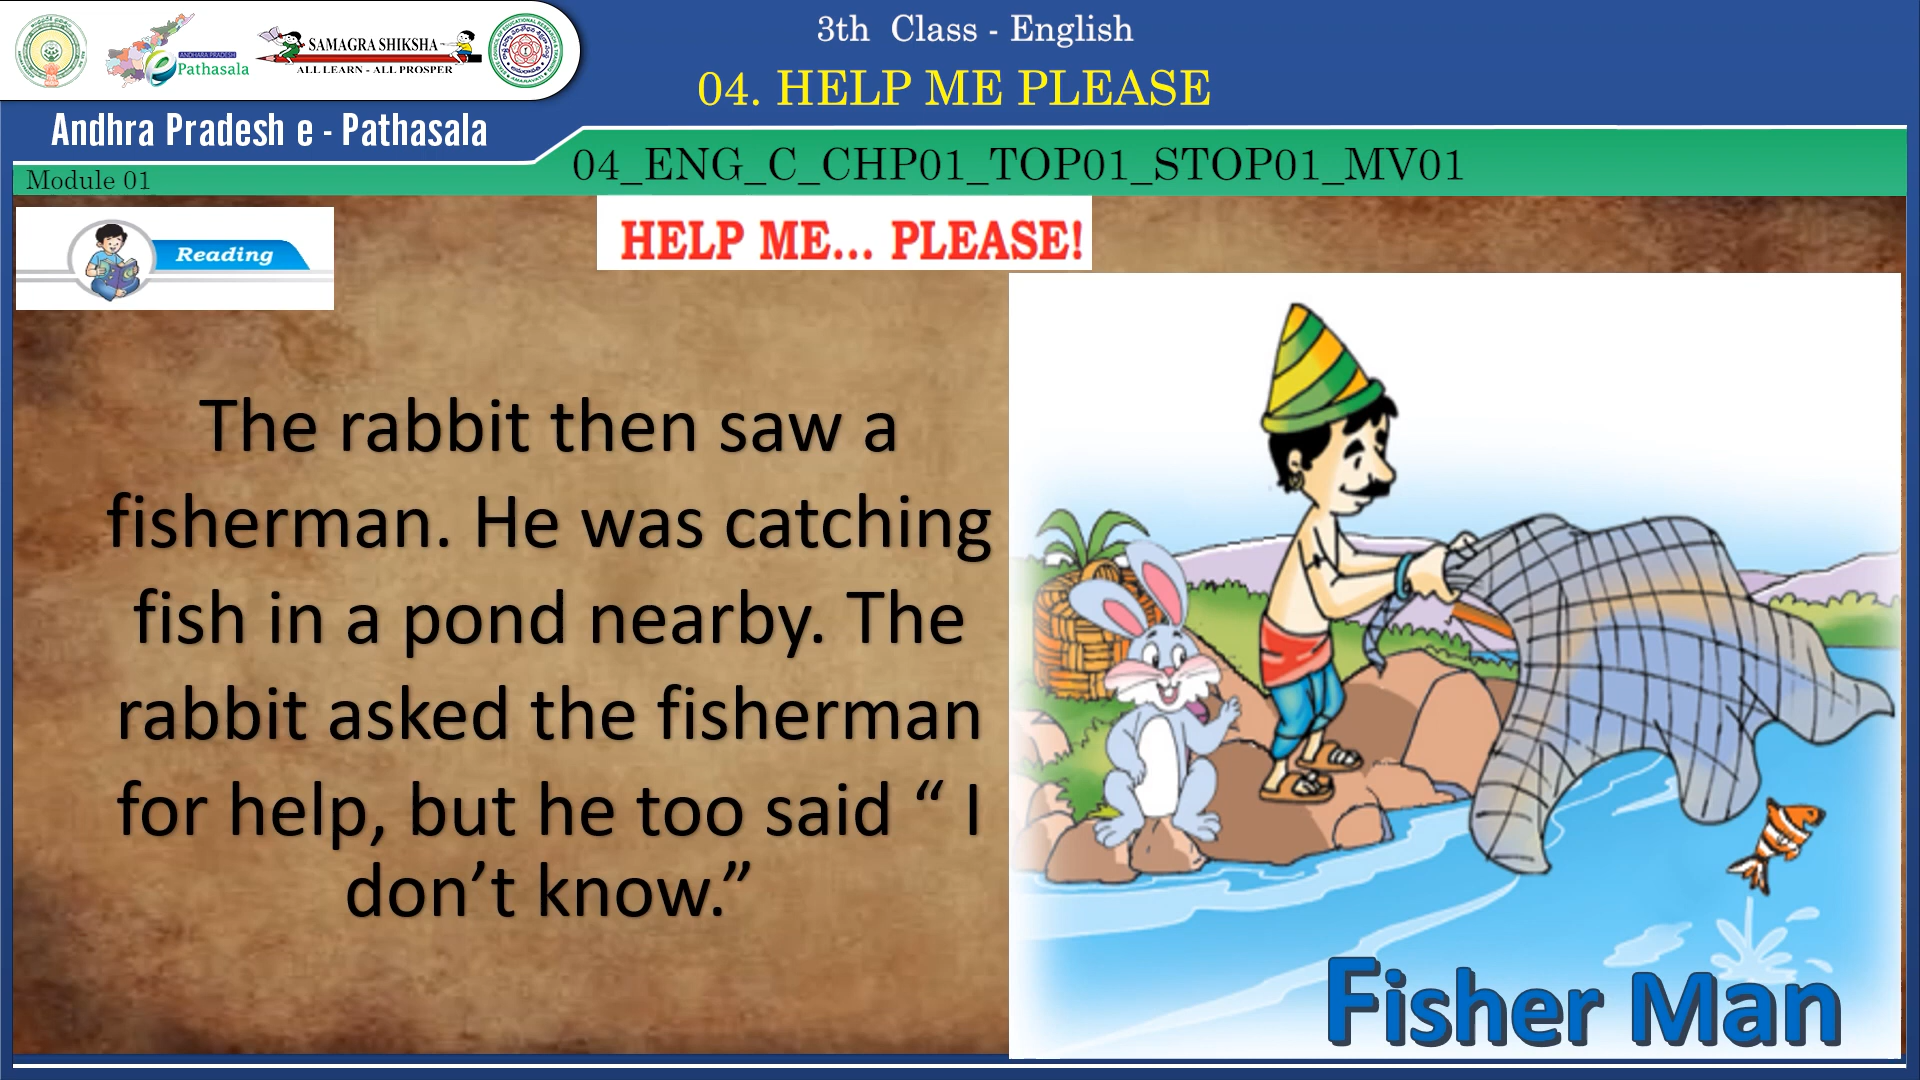 3th Class - English
04. HELP ME PLEASE
ANDHRA PRADESH
e Pathasala
SAMAGRA SHIKSHA
ALL LEARN - ALL PROSPER
Andhra Pradesh e - Pathasala
04_ENG_C_CHP01_TOP01_STOP01_MV01
Module 01
Reading
HELP ME... PLEASE!
The rabbit then saw a
fisherman. He was catching
fish in a pond nearby. The
rabbit asked the fisherman
for help, but he too said “ I
don’t know.”
Fisher Man